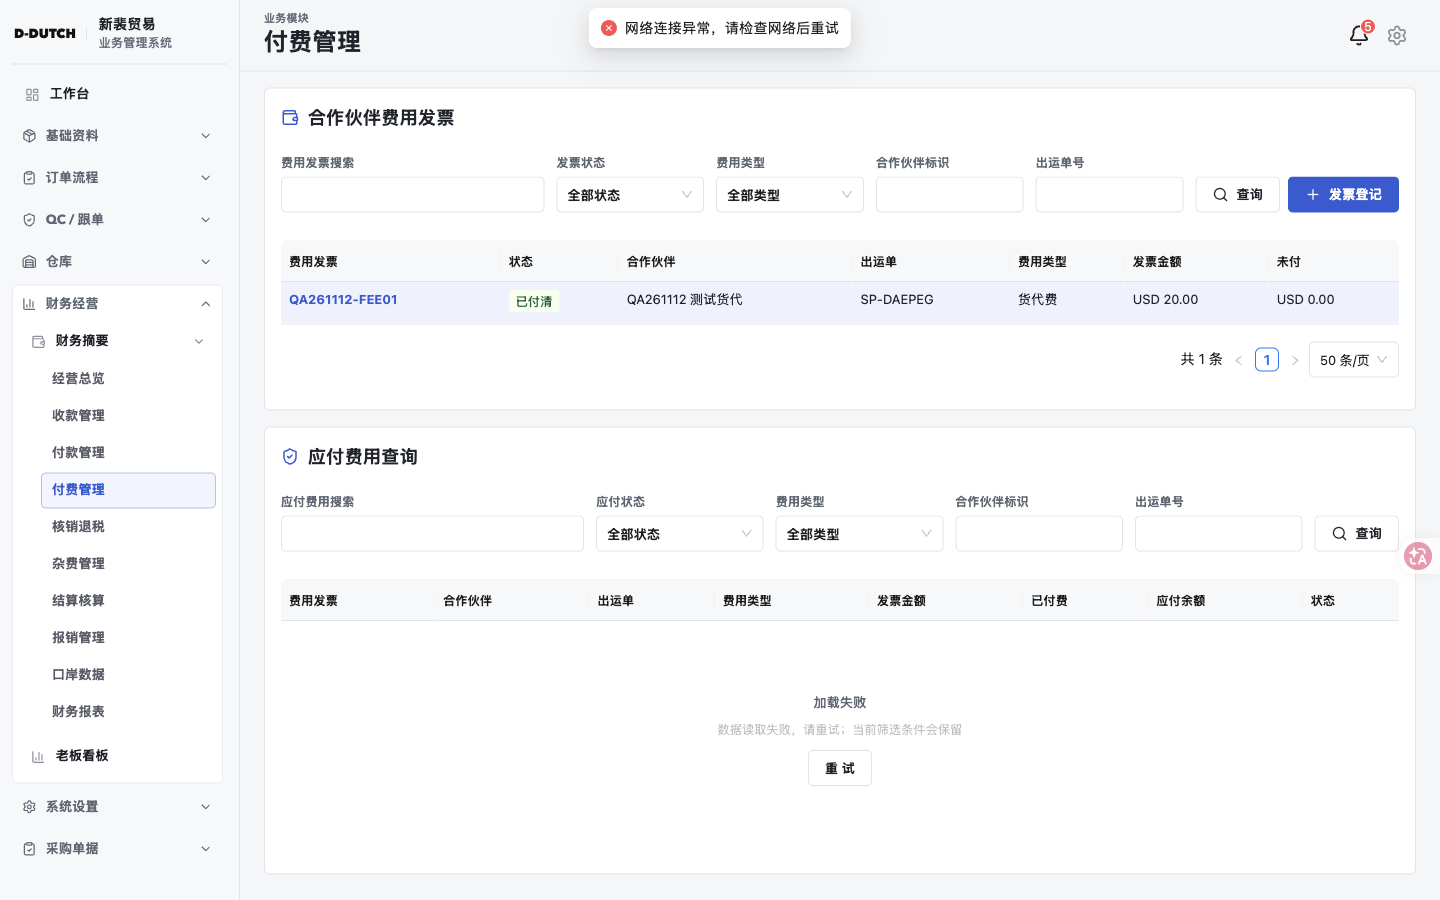 D-DUTCH
新裝贸易
业务管理系统
工作台
基础资料
订单流程
QC / 跟单
仓库
财务经营
财务摘要
经营总览
收款管理
付款管理
付费管理
核销退税
杂费管理
结算核算
报销管理
口岸数据
财务报表
老板看板
系统设置
采购单据
业务模块
付费管理
网络连接异常，请检查网络后重试
5
合作伙伴费用发票
费用发票搜索 发票状态 费用类型 合作伙伴标识 出运单号
全部状态 全部类型 查询 发票登记
费用发票 状态 合作伙伴 出运单 费用类型 发票金额 未付
QA261112-FEE01 已付清 QA261112 测试货代 SP-DAEPEG 货代费 USD 20.00 USD 0.00
共 1 条 1 50 条/页
应付费用查询
应付费用搜索 应付状态 费用类型 合作伙伴标识 出运单号
全部状态 全部类型 查询
费用发票 合作伙伴 出运单 费用类型 发票金额 已付费 应付余额 状态
加载失败
数据读取失败，请重试；当前筛选条件会保留
重 试